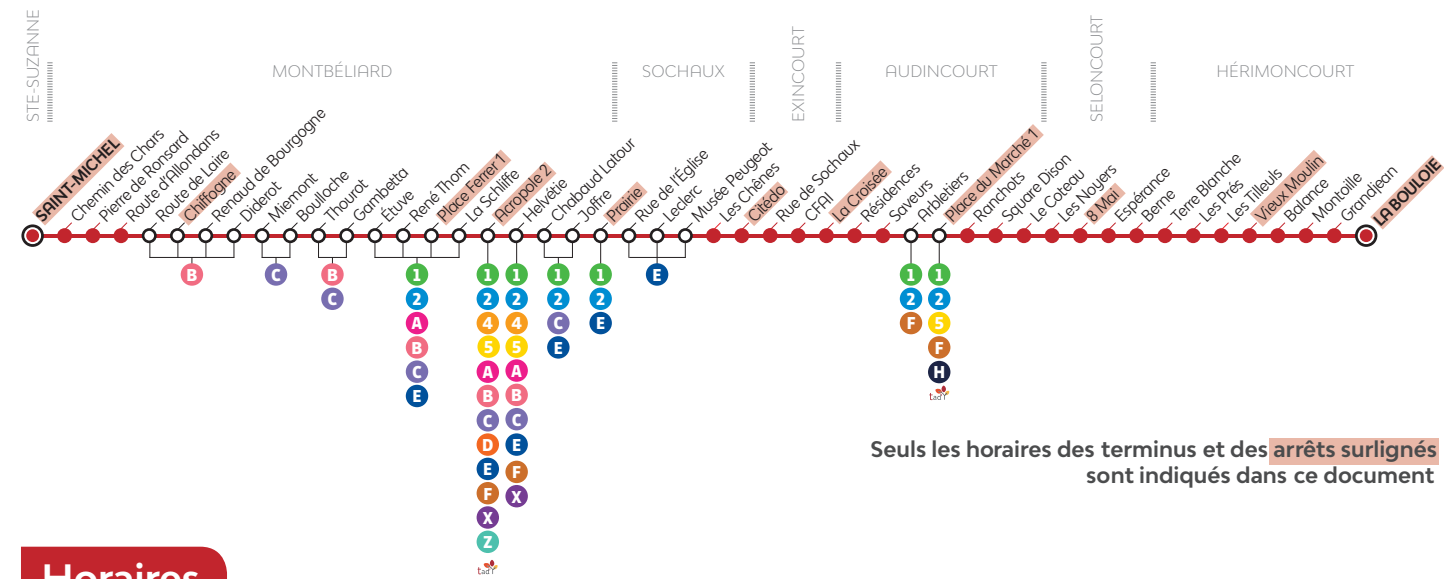 STE-SUZANNE
MONTBÉLIARD
SOCHAUX
EXINCOURT
AUDINCOURT
SELONCOURT
HÉRIMONCOURT
SAINT-MICHEL
Chemin des Chars
Pierre de Ronsard
Route d'Allondans
Route de Laire
Chiffogne
Renaud de Bourgogne
Diderot
Miemont
Boulloche
Thourot
Gambetta
Étuve
René Thom
Place Ferrer 1
La Schliffe
Acropole 2
Helvétie
Chabaud Latour
Joffre
Prairie
Rue de l'Église
Leclerc
Musée Peugeot
Les Chênes
Citédo
Rue de Sochaux
CFAI
La Croisée
Résidences
Saveurs
Arbletiers
Place du Marché 1
Ranchots
Square Dison
Le Coteau
Les Noyers
8 Mai
Espérance
Berne
Terre Blanche
Les Prés
Les Tilleuls
Vieux Moulin
Balance
Montoille
Grandjean
LA BOULOIE
B
C
B
C
1
2
A
B
C
E
1
2
4
5
A
B
C
D
E
F
X
Z
tad'
1
2
4
5
A
B
C
E
F
X
1
2
C
E
1
2
E
E
1
2
F
1
2
5
F
H
tad'
Seuls les horaires des terminus et des arrêts surlignés
sont indiqués dans ce document
Horaires